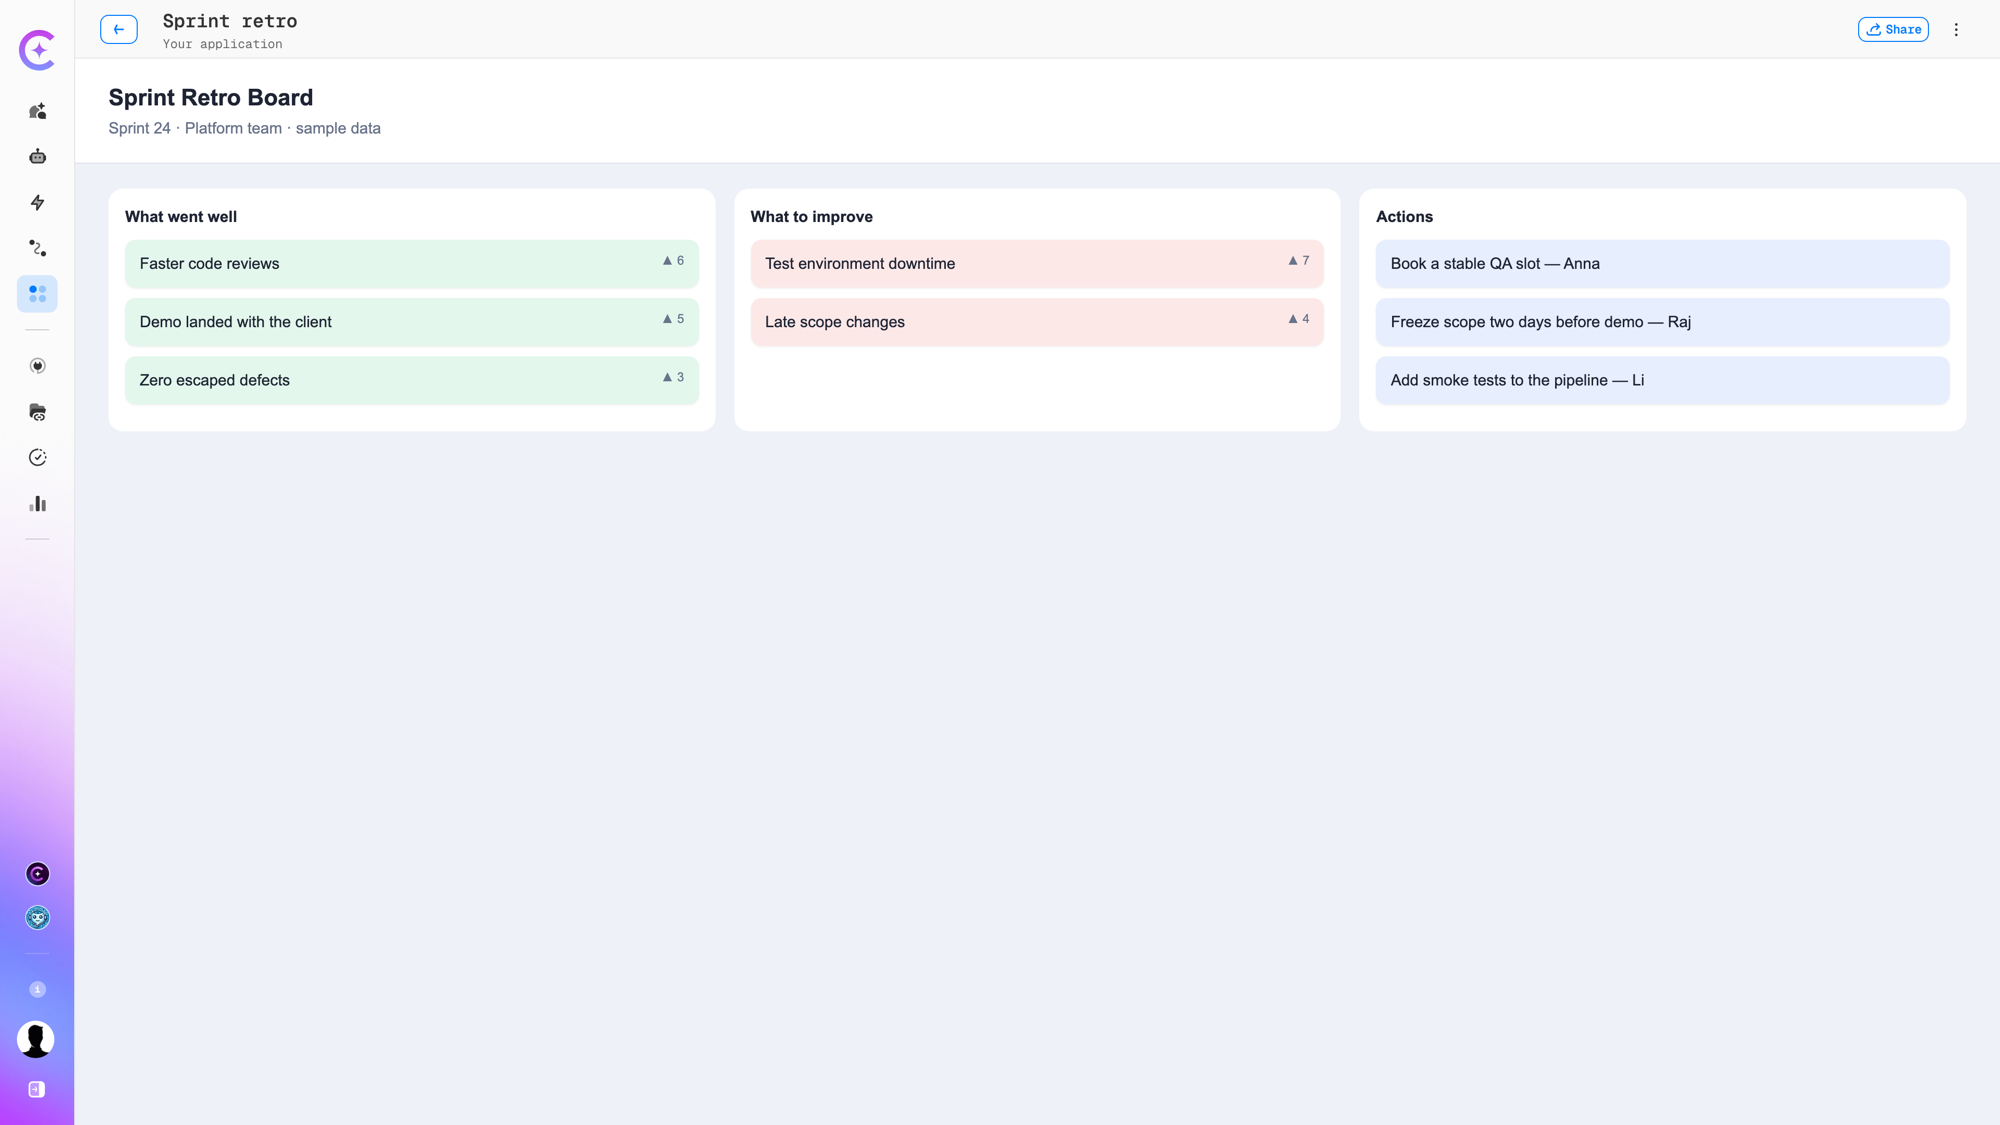 Sprint retro
Your application
Share
Sprint Retro Board
Sprint 24 · Platform team · sample data
What went well
Faster code reviews
▲ 6
Demo landed with the client
▲ 5
Zero escaped defects
▲ 3
What to improve
Test environment downtime
▲ 7
Late scope changes
▲ 4
Actions
Book a stable QA slot — Anna
Freeze scope two days before demo — Raj
Add smoke tests to the pipeline — Li